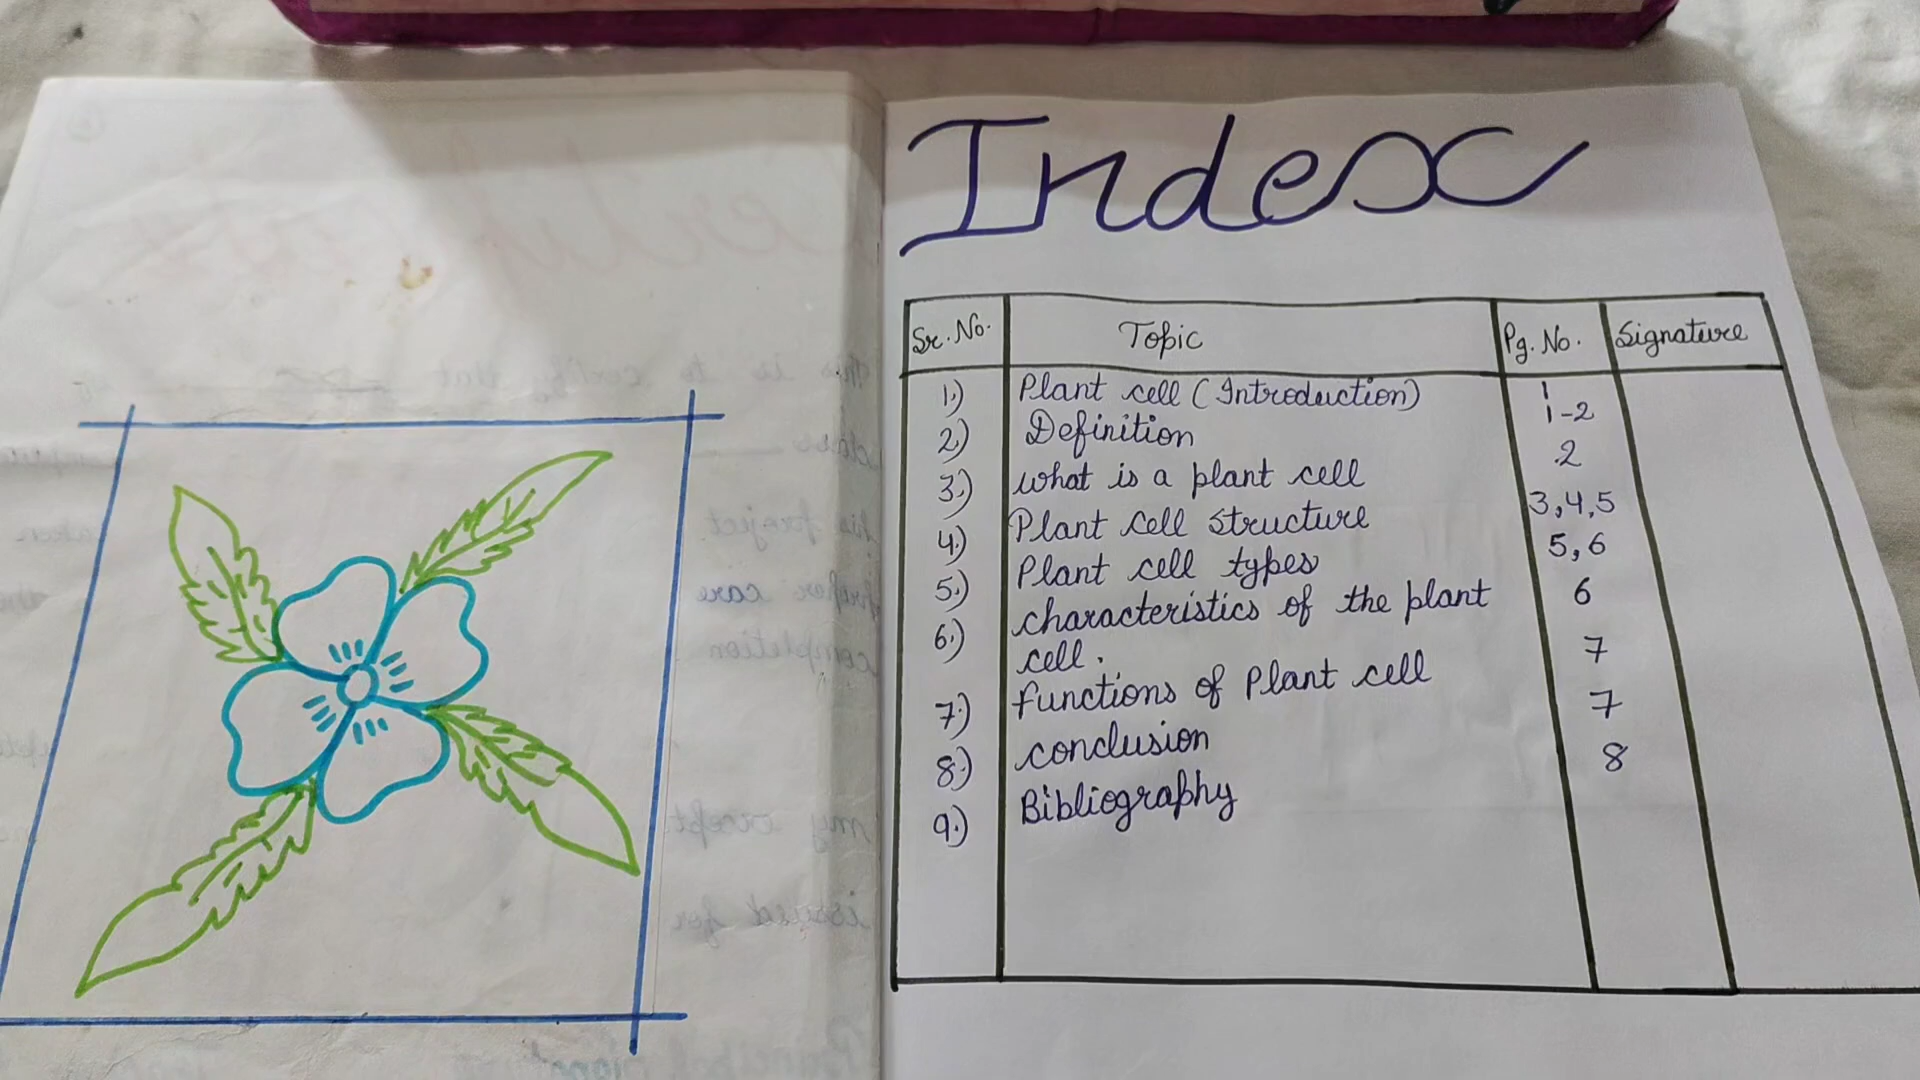 Index
Sr. No. Topic Pg. No. Signature
1.) Plant cell (Introduction) 1
2.) Definition 1-2
3.) what is a plant cell 2
4.) Plant cell structure 3,4,5
5.) Plant cell types 5,6
6.) characteristics of the plant 6
cell.
7.) functions of Plant cell 7
8.) conclusion 7
9.) Bibliography 8